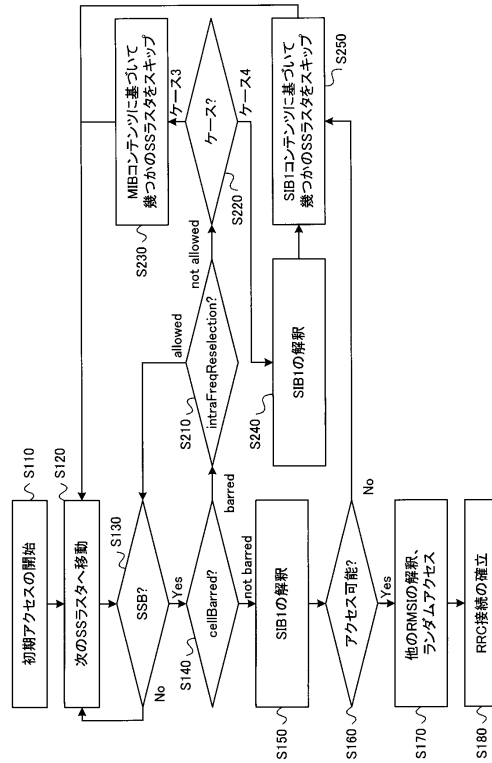 初期アクセスの開始
S110
次のSSラスタへ移動
S120
SSB?
S130
No
Yes
cellBarred?
S140
barred
not barred
SIB1の解釈
S150
アクセス可能?
S160
No
Yes
他のRMSIの解釈、
ランダムアクセス
S170
RRC接続の確立
S180
intraFreqReselection?
S210
allowed
not allowed
ケース?
S220
ケース3
ケース4
MIBコンテンツに基づいて
幾つかのSSラスタをスキップ
S230
SIB1の解釈
S240
SIB1コンテンツに基づいて
幾つかのSSラスタをスキップ
S250